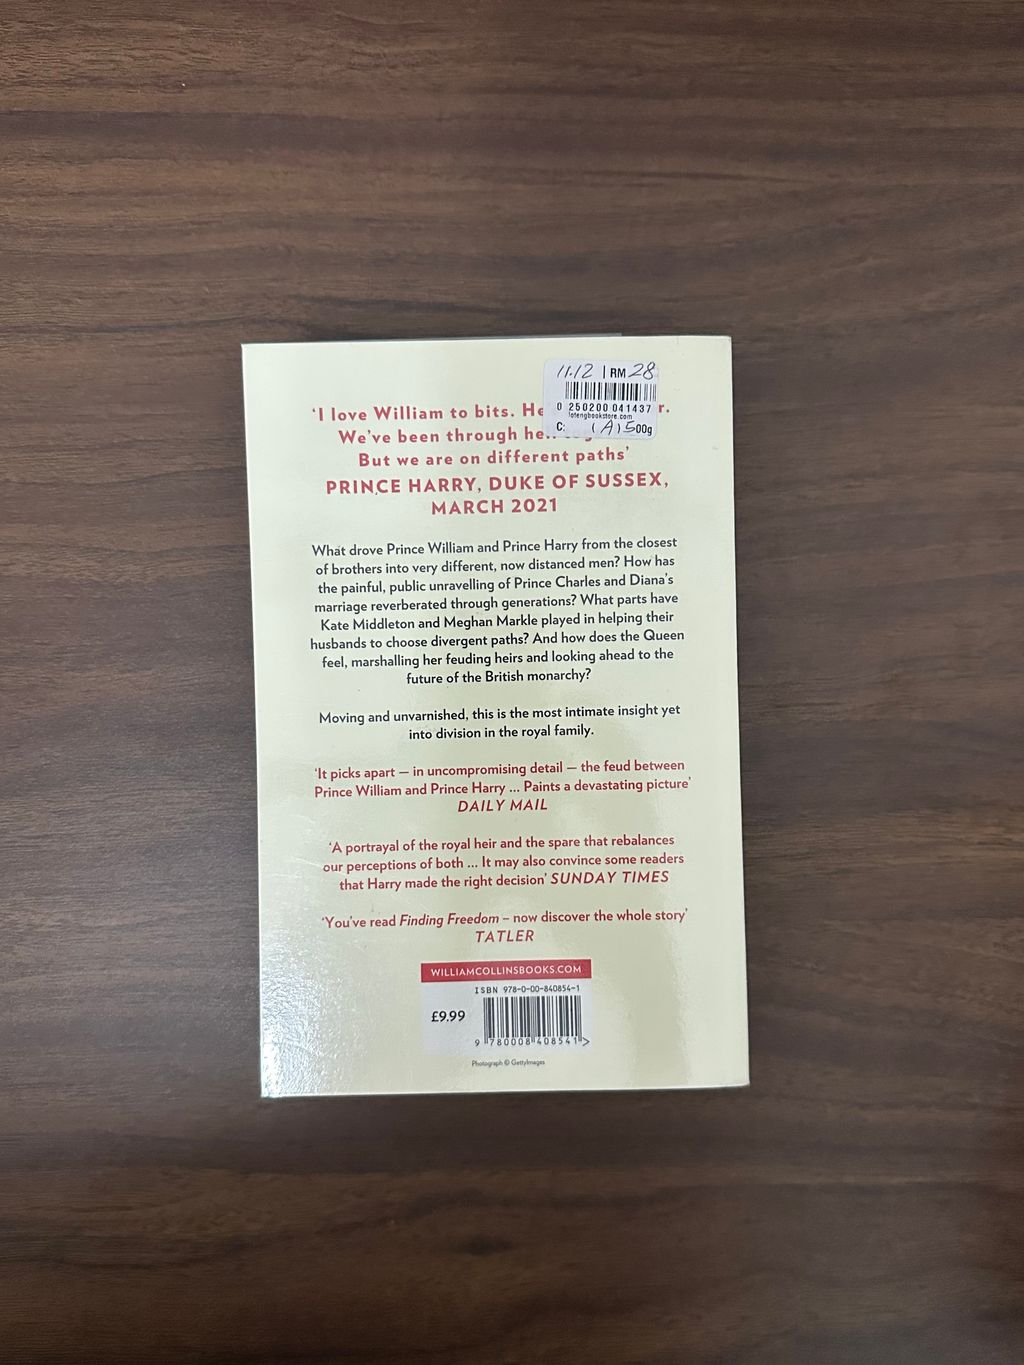 11.12 | RM 28
0 250200 041437
lofengbookstore.com
C: (A) 500g
‘I love William to bits. He r.
We’ve been through
But we are on different paths’
PRINCE HARRY, DUKE OF SUSSEX,
MARCH 2021
What drove Prince William and Prince Harry from the closest
of brothers into very different, now distanced men? How has
the painful, public unravelling of Prince Charles and Diana’s
marriage reverberated through generations? What parts have
Kate Middleton and Meghan Markle played in helping their
husbands to choose divergent paths? And how does the Queen
feel, marshalling her feuding heirs and looking ahead to the
future of the British monarchy?
Moving and unvarnished, this is the most intimate insight yet
into division in the royal family.
‘It picks apart — in uncompromising detail — the feud between
Prince William and Prince Harry ... Paints a devastating picture’
DAILY MAIL
‘A portrayal of the royal heir and the spare that rebalances
our perceptions of both ... It may also convince some readers
that Harry made the right decision’ SUNDAY TIMES
‘You’ve read Finding Freedom – now discover the whole story’
TATLER
WILLIAMCOLLINSBOOKS.COM
ISBN 978-0-00-840854-1
£9.99
9 780008 408541 >
Photograph © GettyImages